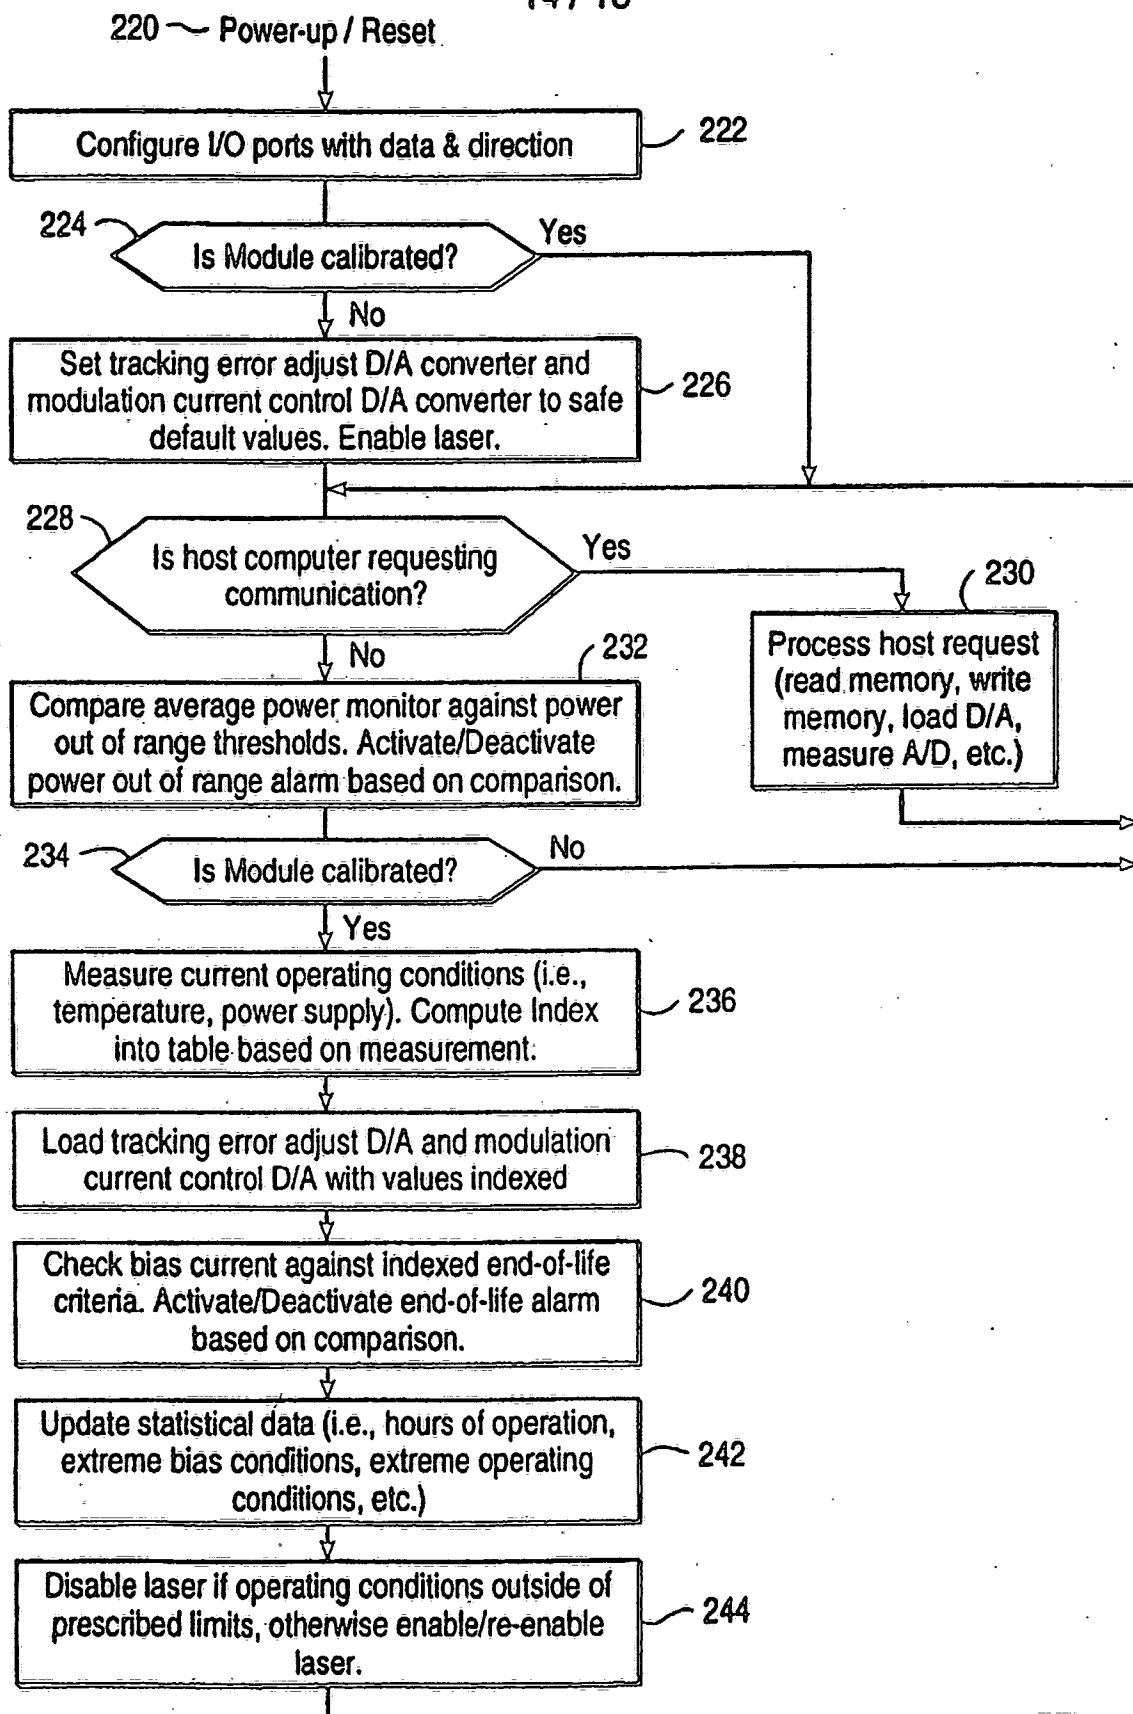 220 Power-up / Reset
Configure I/O ports with data & direction
222
224
Is Module calibrated?
Yes
No
Set tracking error adjust D/A converter and
modulation current control D/A converter to safe
default values. Enable laser.
226
228
Is host computer requesting
communication?
Yes
230
Process host request
(read memory, write
memory, load D/A,
measure A/D, etc.)
No
232
Compare average power monitor against power
out of range thresholds. Activate/Deactivate
power out of range alarm based on comparison.
234
Is Module calibrated?
No
Yes
Measure current operating conditions (i.e.,
temperature, power supply). Compute Index
into table based on measurement.
236
Load tracking error adjust D/A and modulation
current control D/A with values indexed
238
Check bias current against indexed end-of-life
criteria. Activate/Deactivate end-of-life alarm
based on comparison.
240
Update statistical data (i.e., hours of operation,
extreme bias conditions, extreme operating
conditions, etc.)
242
Disable laser if operating conditions outside of
prescribed limits, otherwise enable/re-enable
laser.
244